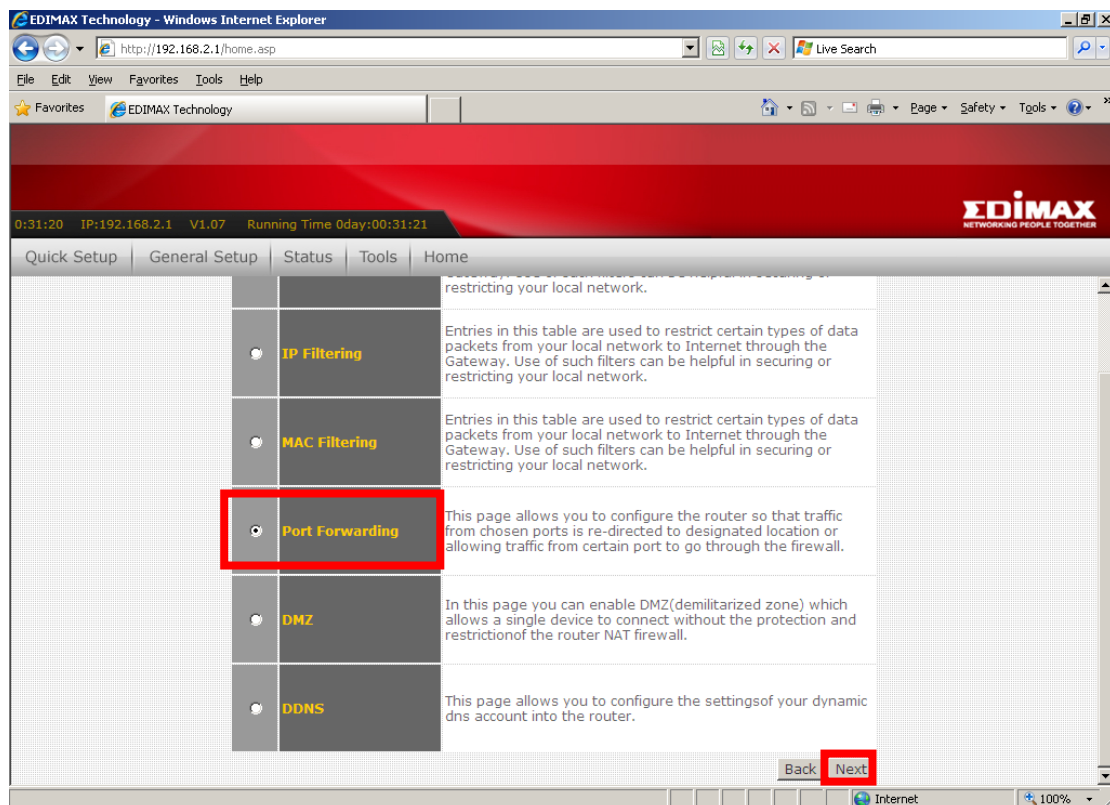 EDIMAX Technology - Windows Internet Explorer
http://192.168.2.1/home.asp
Live Search
File Edit View Favorites Tools Help
Favorites EDIMAX Technology Page Safety Tools
EDIMAX
NETWORKING PEOPLE TOGETHER
0:31:20 IP:192.168.2.1 V1.07 Running Time 0day:00:31:21
Quick Setup General Setup Status Tools Home
restricting your local network.
IP Filtering
Entries in this table are used to restrict certain types of data
packets from your local network to Internet through the
Gateway. Use of such filters can be helpful in securing or
restricting your local network.
MAC Filtering
Entries in this table are used to restrict certain types of data
packets from your local network to Internet through the
Gateway. Use of such filters can be helpful in securing or
restricting your local network.
Port Forwarding
This page allows you to configure the router so that traffic
from chosen ports is re-directed to designated location or
allowing traffic from certain port to go through the firewall.
DMZ
In this page you can enable DMZ(demilitarized zone) which
allows a single device to connect without the protection and
restrictionof the router NAT firewall.
DDNS
This page allows you to configure the settingsof your dynamic
dns account into the router.
Back Next
Internet 100%